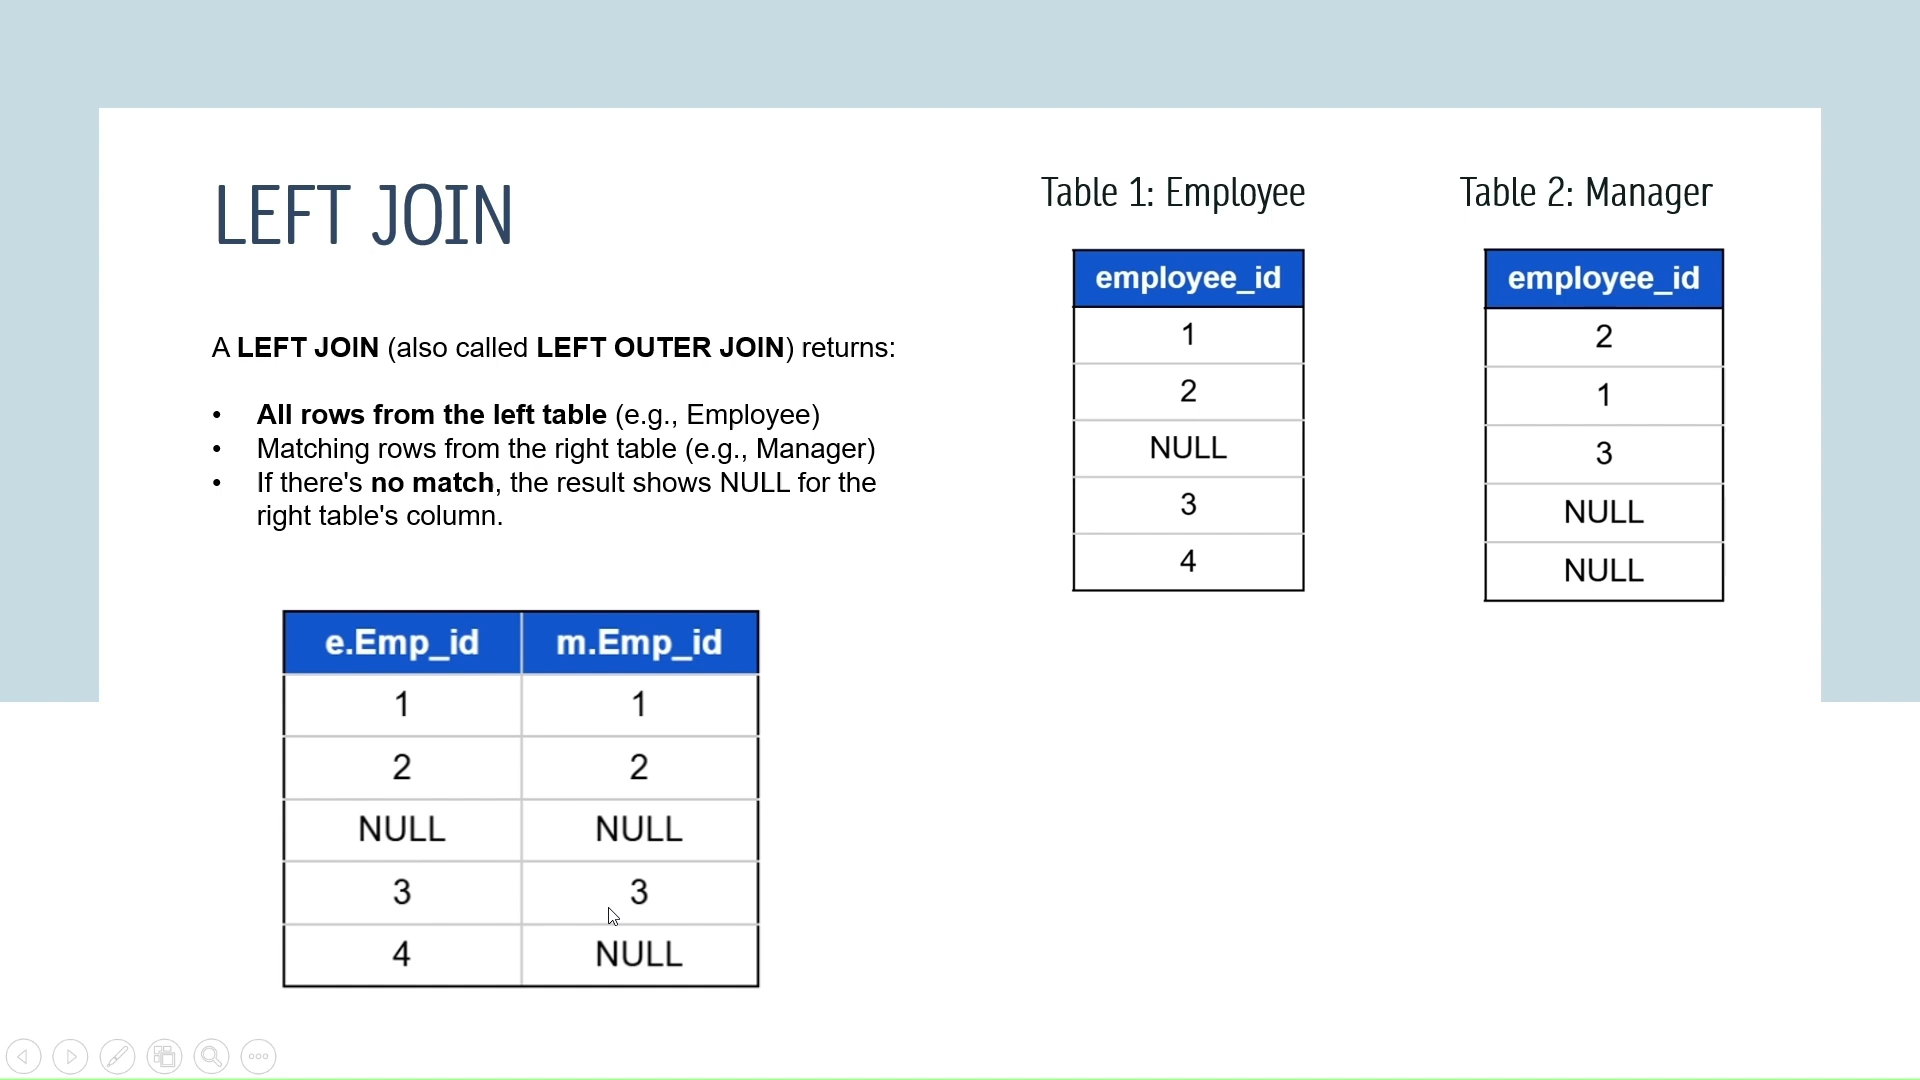 LEFT JOIN
A LEFT JOIN (also called LEFT OUTER JOIN) returns:
• All rows from the left table (e.g., Employee)
• Matching rows from the right table (e.g., Manager)
• If there's no match, the result shows NULL for the
right table's column.
e.Emp_id m.Emp_id
1 1
2 2
NULL NULL
3 3
4 NULL
Table 1: Employee
employee_id
1
2
NULL
3
4
Table 2: Manager
employee_id
2
1
3
NULL
NULL